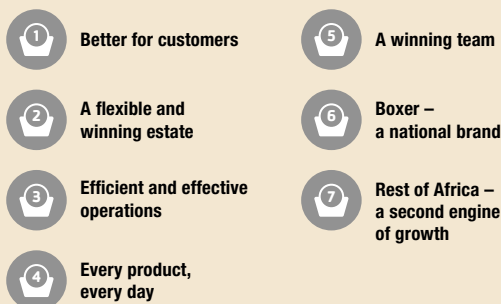 1
Better for customers
2
A flexible and
winning estate
3
Efficient and effective
operations
4
Every product,
every day
5
A winning team
6
Boxer –
a national brand
7
Rest of Africa –
a second engine
of growth